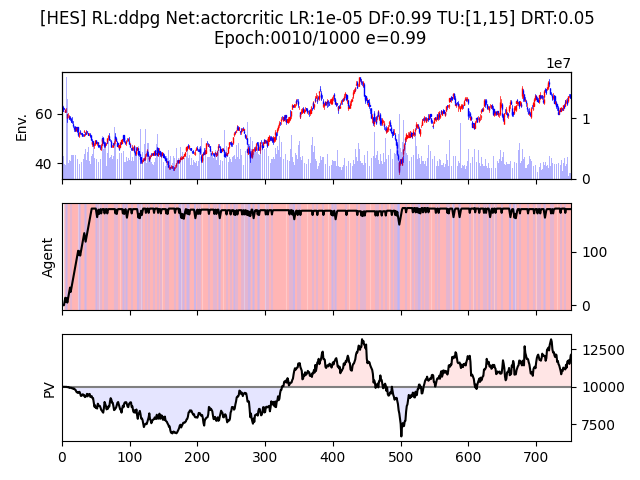 [HES] RL:ddpg Net:actorcritic LR:1e-05 DF:0.99 TU:[1,15] DRT:0.05
Epoch:0010/1000 e=0.99
1e7
Env.
60
40
1
0
Agent
100
0
PV
12500
10000
7500
0 100 200 300 400 500 600 700